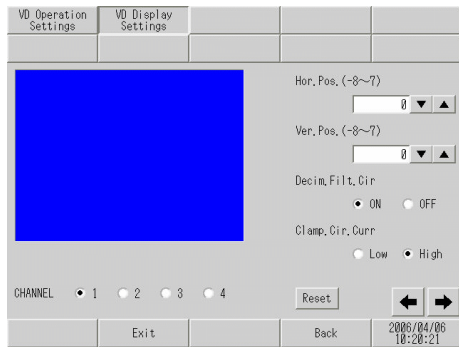 VD Operation
Settings
VD Display
Settings
Hor.Pos.(-8~7)
0
Ver.Pos.(-8~7)
0
Decim.Filt.Cir
ON OFF
Clamp.Cir.Curr
Low High
CHANNEL 1 2 3 4
Reset
Exit
Back
2006/04/06
10:20:21